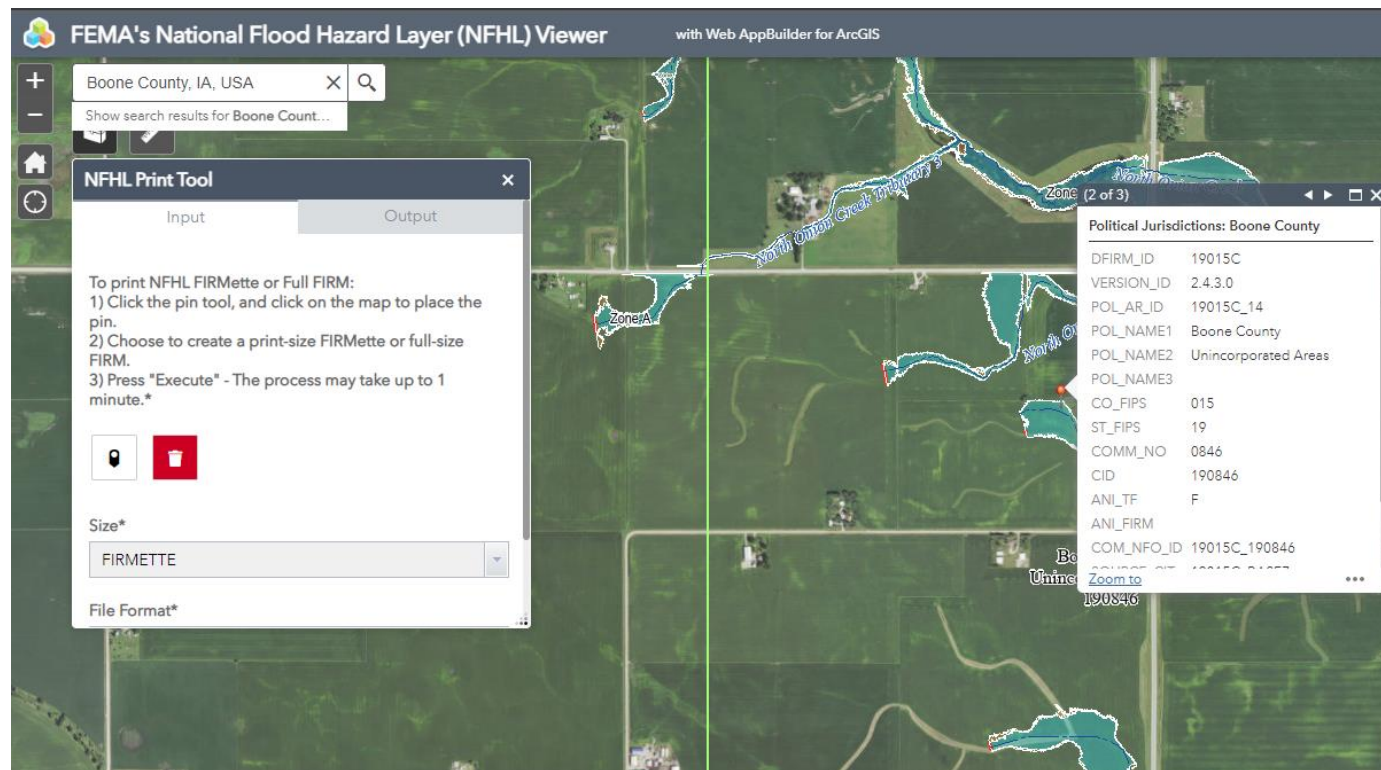 FEMA's National Flood Hazard Layer (NFHL) Viewer
with Web AppBuilder for ArcGIS
Boone County, IA, USA
Show search results for Boone Count...
NFHL Print Tool
Input
Output
To print NFHL FIRMette or Full FIRM:
1) Click the pin tool, and click on the map to place the
pin.
2) Choose to create a print-size FIRMette or full-size
FIRM.
3) Press "Execute" - The process may take up to 1
minute.*
Size*
FIRMETTE
File Format*
North Onion Creek Tributary 3
Zone A
Zone
North
Bo
Uninc
190846
(2 of 3)
Political Jurisdictions: Boone County
DFIRM_ID 19015C
VERSION_ID 2.4.3.0
POL_AR_ID 19015C_14
POL_NAME1 Boone County
POL_NAME2 Unincorporated Areas
POL_NAME3
CO_FIPS 015
ST_FIPS 19
COMM_NO 0846
CID 190846
ANI_TF F
ANI_FIRM
COM_NFO_ID 19015C_190846
Zoom to